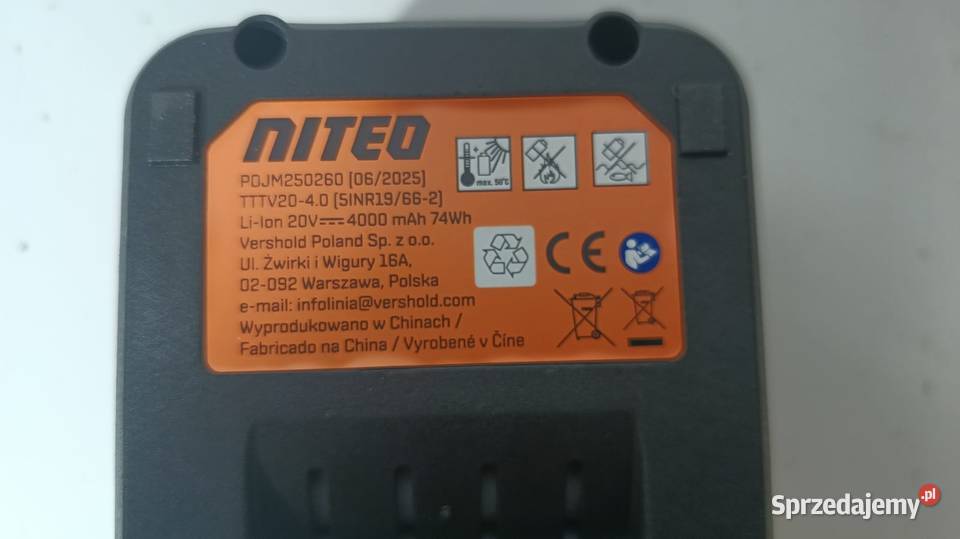 NITEO
PDJM250260 [06/2025]
TTTV20-4.0 [5INR19/66-2]
Li-Ion 20V⎓4000 mAh 74Wh
Vershold Poland Sp. z o.o.
Ul. Żwirki i Wigury 16A,
02-092 Warszawa, Polska
e-mail: infolinia@vershold.com
Wyprodukowano w Chinach /
Fabricado na China / Vyrobené v Číne
max. 50°C
CE
Sprzedajemy.pl